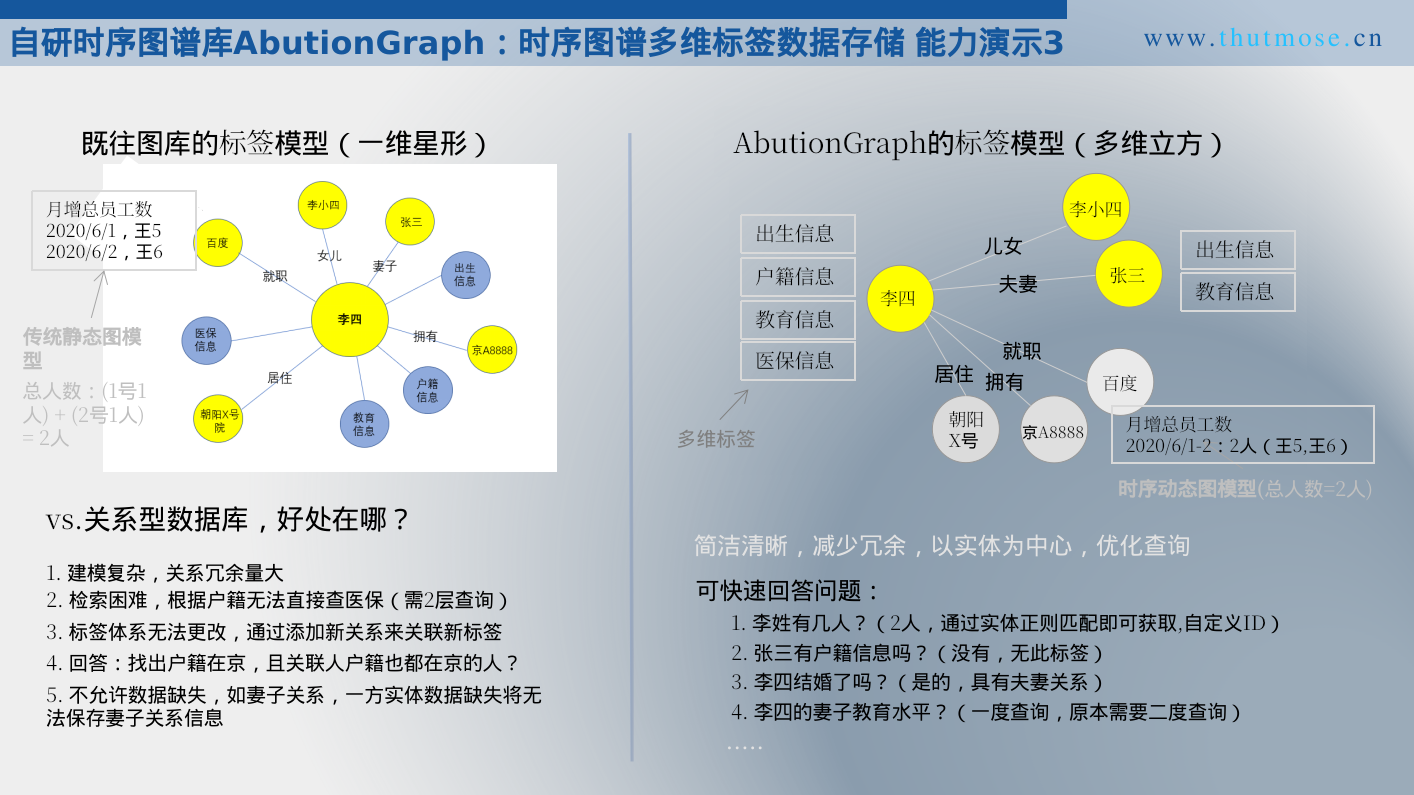 自研时序图谱库AbutionGraph：时序图谱多维标签数据存储 能力演示3
www.thutmose.cn
既往图库的标签模型（一维星形）
月增总员工数
2020/6/1，王5
2020/6/2，王6
传统静态图模
型
总人数：(1号1
人) + (2号1人)
= 2人
李小四
张三
百度
女儿
妻子
就职
出生
信息
李四
医保
信息
拥有
京A8888
居住
户籍
信息
朝阳X号
院
教育
信息
vs.关系型数据库，好处在哪？
1. 建模复杂，关系冗余量大
2. 检索困难，根据户籍无法直接查医保（需2层查询）
3. 标签体系无法更改，通过添加新关系来关联新标签
4. 回答：找出户籍在京，且关联人户籍也都在京的人？
5. 不允许数据缺失，如妻子关系，一方实体数据缺失将无
法保存妻子关系信息
AbutionGraph的标签模型（多维立方）
出生信息
户籍信息
教育信息
医保信息
多维标签
李小四
儿女
张三
夫妻
李四
出生信息
教育信息
就职
居住
拥有
百度
朝阳
X号
京A8888
月增总员工数
2020/6/1-2：2人（王5,王6）
时序动态图模型(总人数=2人)
简洁清晰，减少冗余，以实体为中心，优化查询
可快速回答问题：
1. 李姓有几人？（2人，通过实体正则匹配即可获取,自定义ID）
2. 张三有户籍信息吗？（没有，无此标签）
3. 李四结婚了吗？（是的，具有夫妻关系）
4. 李四的妻子教育水平？（一度查询，原本需要二度查询）
.....